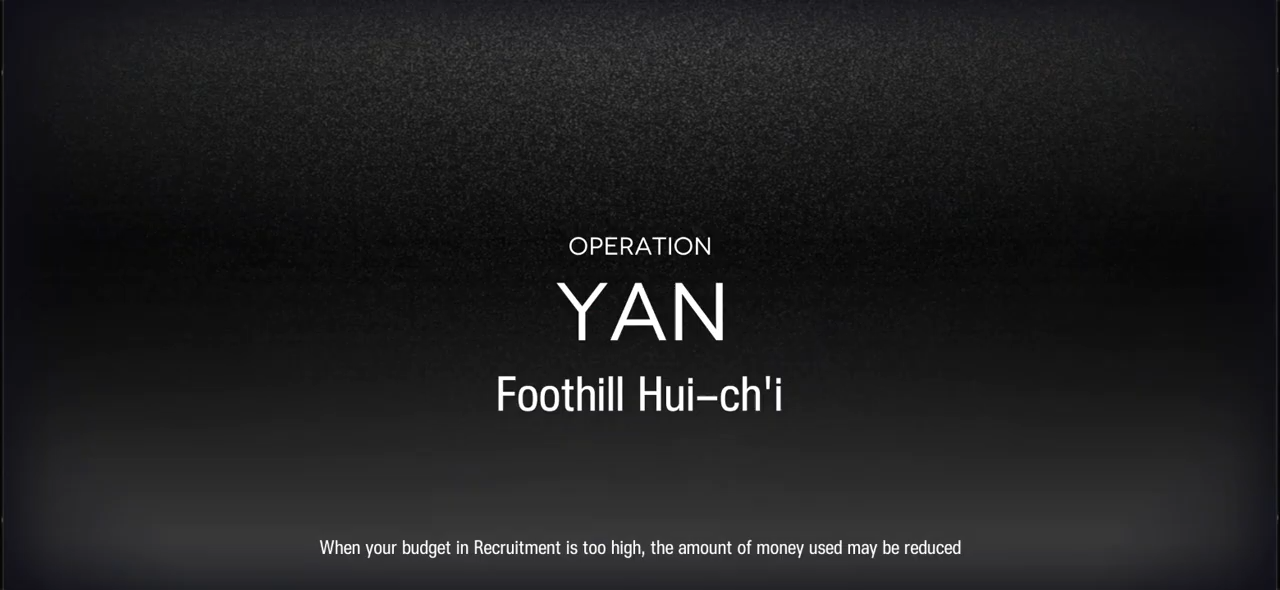 OPERATION
YAN
Foothill Hui–ch'i
When your budget in Recruitment is too high, the amount of money used may be reduced